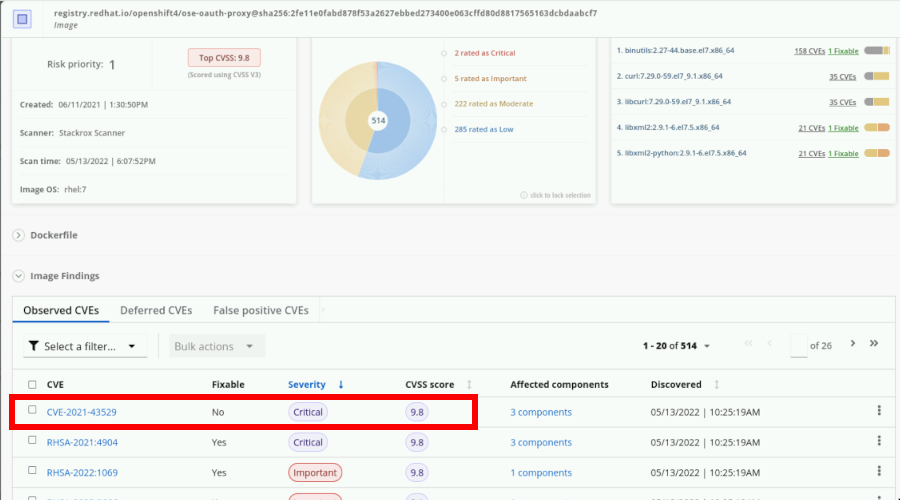 registry.redhat.io/openshift4/ose-oauth-proxy@sha256:2fe11e0fabd878f53a2627ebbed273400e063cffd80d8817565163dcbdaabcf7
Image
Risk priority: 1
Top CVSS: 9.8
(Scored using CVSS V3)
Created: 06/11/2021 | 1:30:50PM
Scanner: Stackrox Scanner
Scan time: 05/13/2022 | 6:07:52PM
Image OS: rhel:7
514
2 rated as Critical
5 rated as Important
222 rated as Moderate
285 rated as Low
click to lock selection
1. binutils:2.27-44.base.el7.x86_64 158 CVEs 1 Fixable
2. curl:7.29.0-59.el7_9.1.x86_64 35 CVEs
3. libcurl:7.29.0-59.el7_9.1.x86_64 35 CVEs
4. libxml2:2.9.1-6.el7.5.x86_64 21 CVEs 1 Fixable
5. libxml2-python:2.9.1-6.el7.5.x86_64 21 CVEs 1 Fixable
Dockerfile
Image Findings
Observed CVEs Deferred CVEs False positive CVEs
Select a filter... Bulk actions 1 - 20 of 514 of 26
CVE Fixable Severity CVSS score Affected components Discovered
CVE-2021-43529 No Critical 9.8 3 components 05/13/2022 | 10:25:19AM
RHSA-2021:4904 Yes Critical 9.8 3 components 05/13/2022 | 10:25:19AM
RHSA-2022:1069 Yes Important 9.8 1 components 05/13/2022 | 10:25:19AM